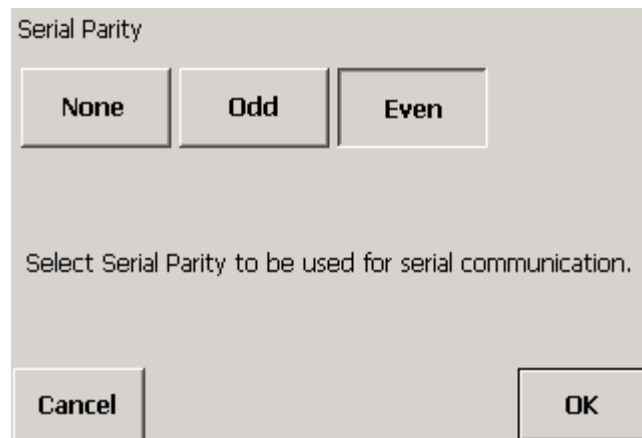 Serial Parity
None Odd Even
Select Serial Parity to be used for serial communication.
Cancel OK